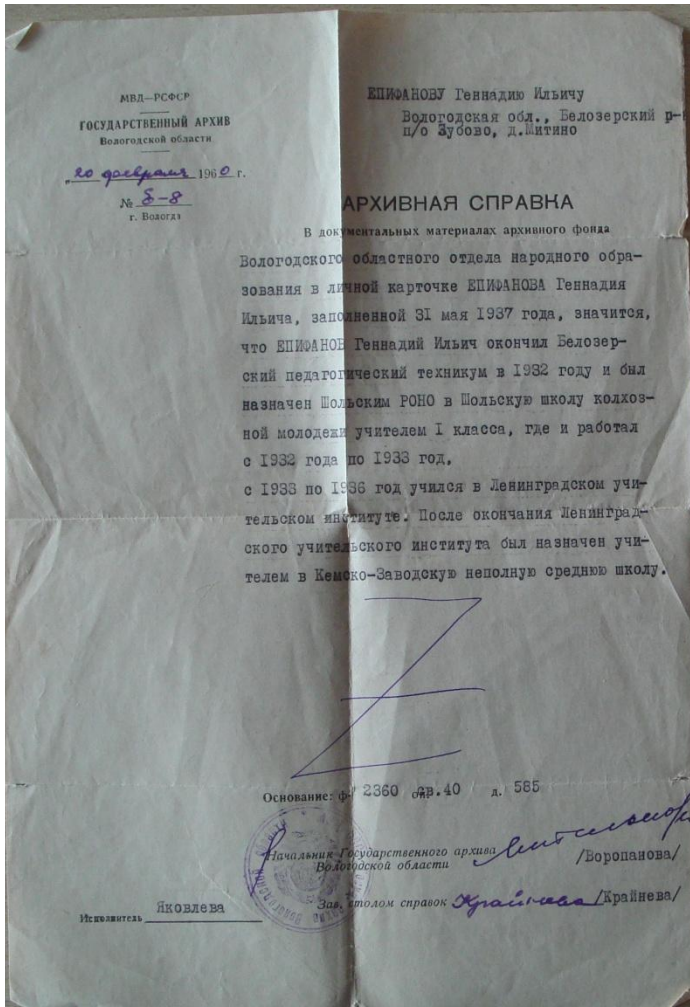 МВД—РСФСР
ГОСУДАРСТВЕННЫЙ АРХИВ
Вологодской области
„20 февраля 1960 г.
№ 8-8
г. Вологда
ЕПИФАНОВУ Геннадию Ильичу
Вологодская обл., Белозерский р-н
п/о Зубово, д.Митино
АРХИВНАЯ СПРАВКА
В документальных материалах архивного фонда
Вологодского областного отдела народного обра-
зования в личной карточке ЕПИФАНОВА Геннадия
Ильича, заполненной 31 мая 1937 года, значится,
что ЕПИФАНОВ Геннадий Ильич окончил Белозер-
ский педагогический техникум в 1932 году и был
назначен Шольским РОНО в Шольскую школу колхоз-
ной молодежи учителем I класса, где и работал
с 1932 года по 1933 год,
с 1933 по 1936 год учился в Ленинградском учи-
тельском институте. После окончания Ленинград-
ского учительского института был назначен учи-
телем в Кемско-Заводскую неполную среднюю школу.
Основание: ф. 2360 св.40 д. 585
Начальник Государственного архива
Вологодской области /Воропанова/
Зав. столом справок Крайнева /Крайнева/
Исполнитель Яковлева